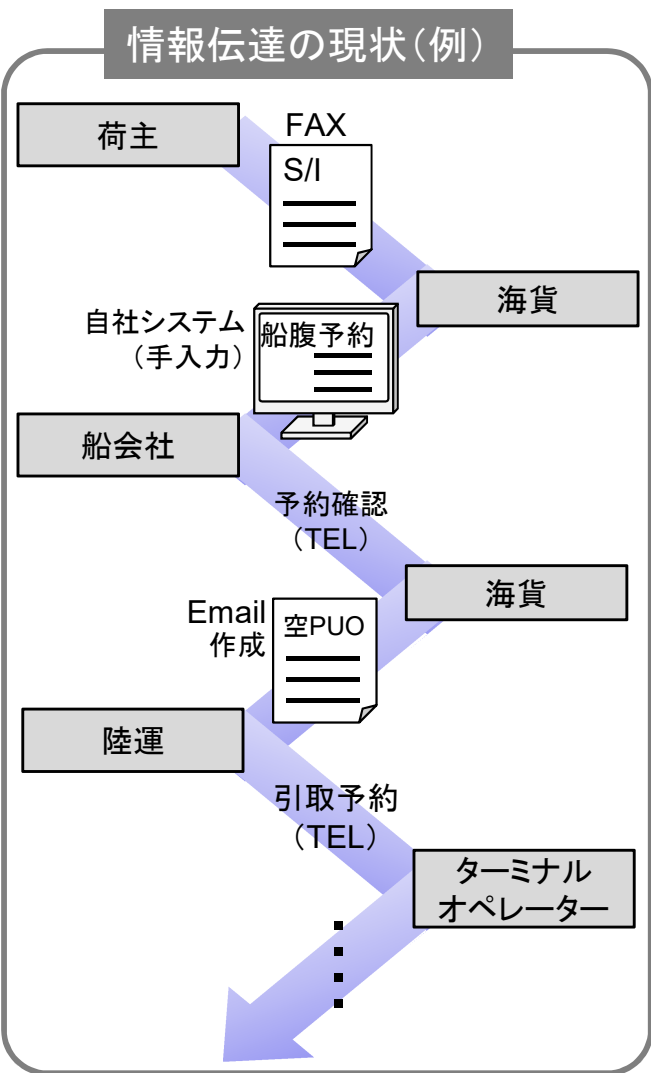 情報伝達の現状（例）
荷主
FAX
S/I
海貨
自社システム
（手入力）
船腹予約
船会社
予約確認
（TEL）
海貨
Email
作成
空PUO
陸運
引取予約
（TEL）
ターミナル
オペレーター